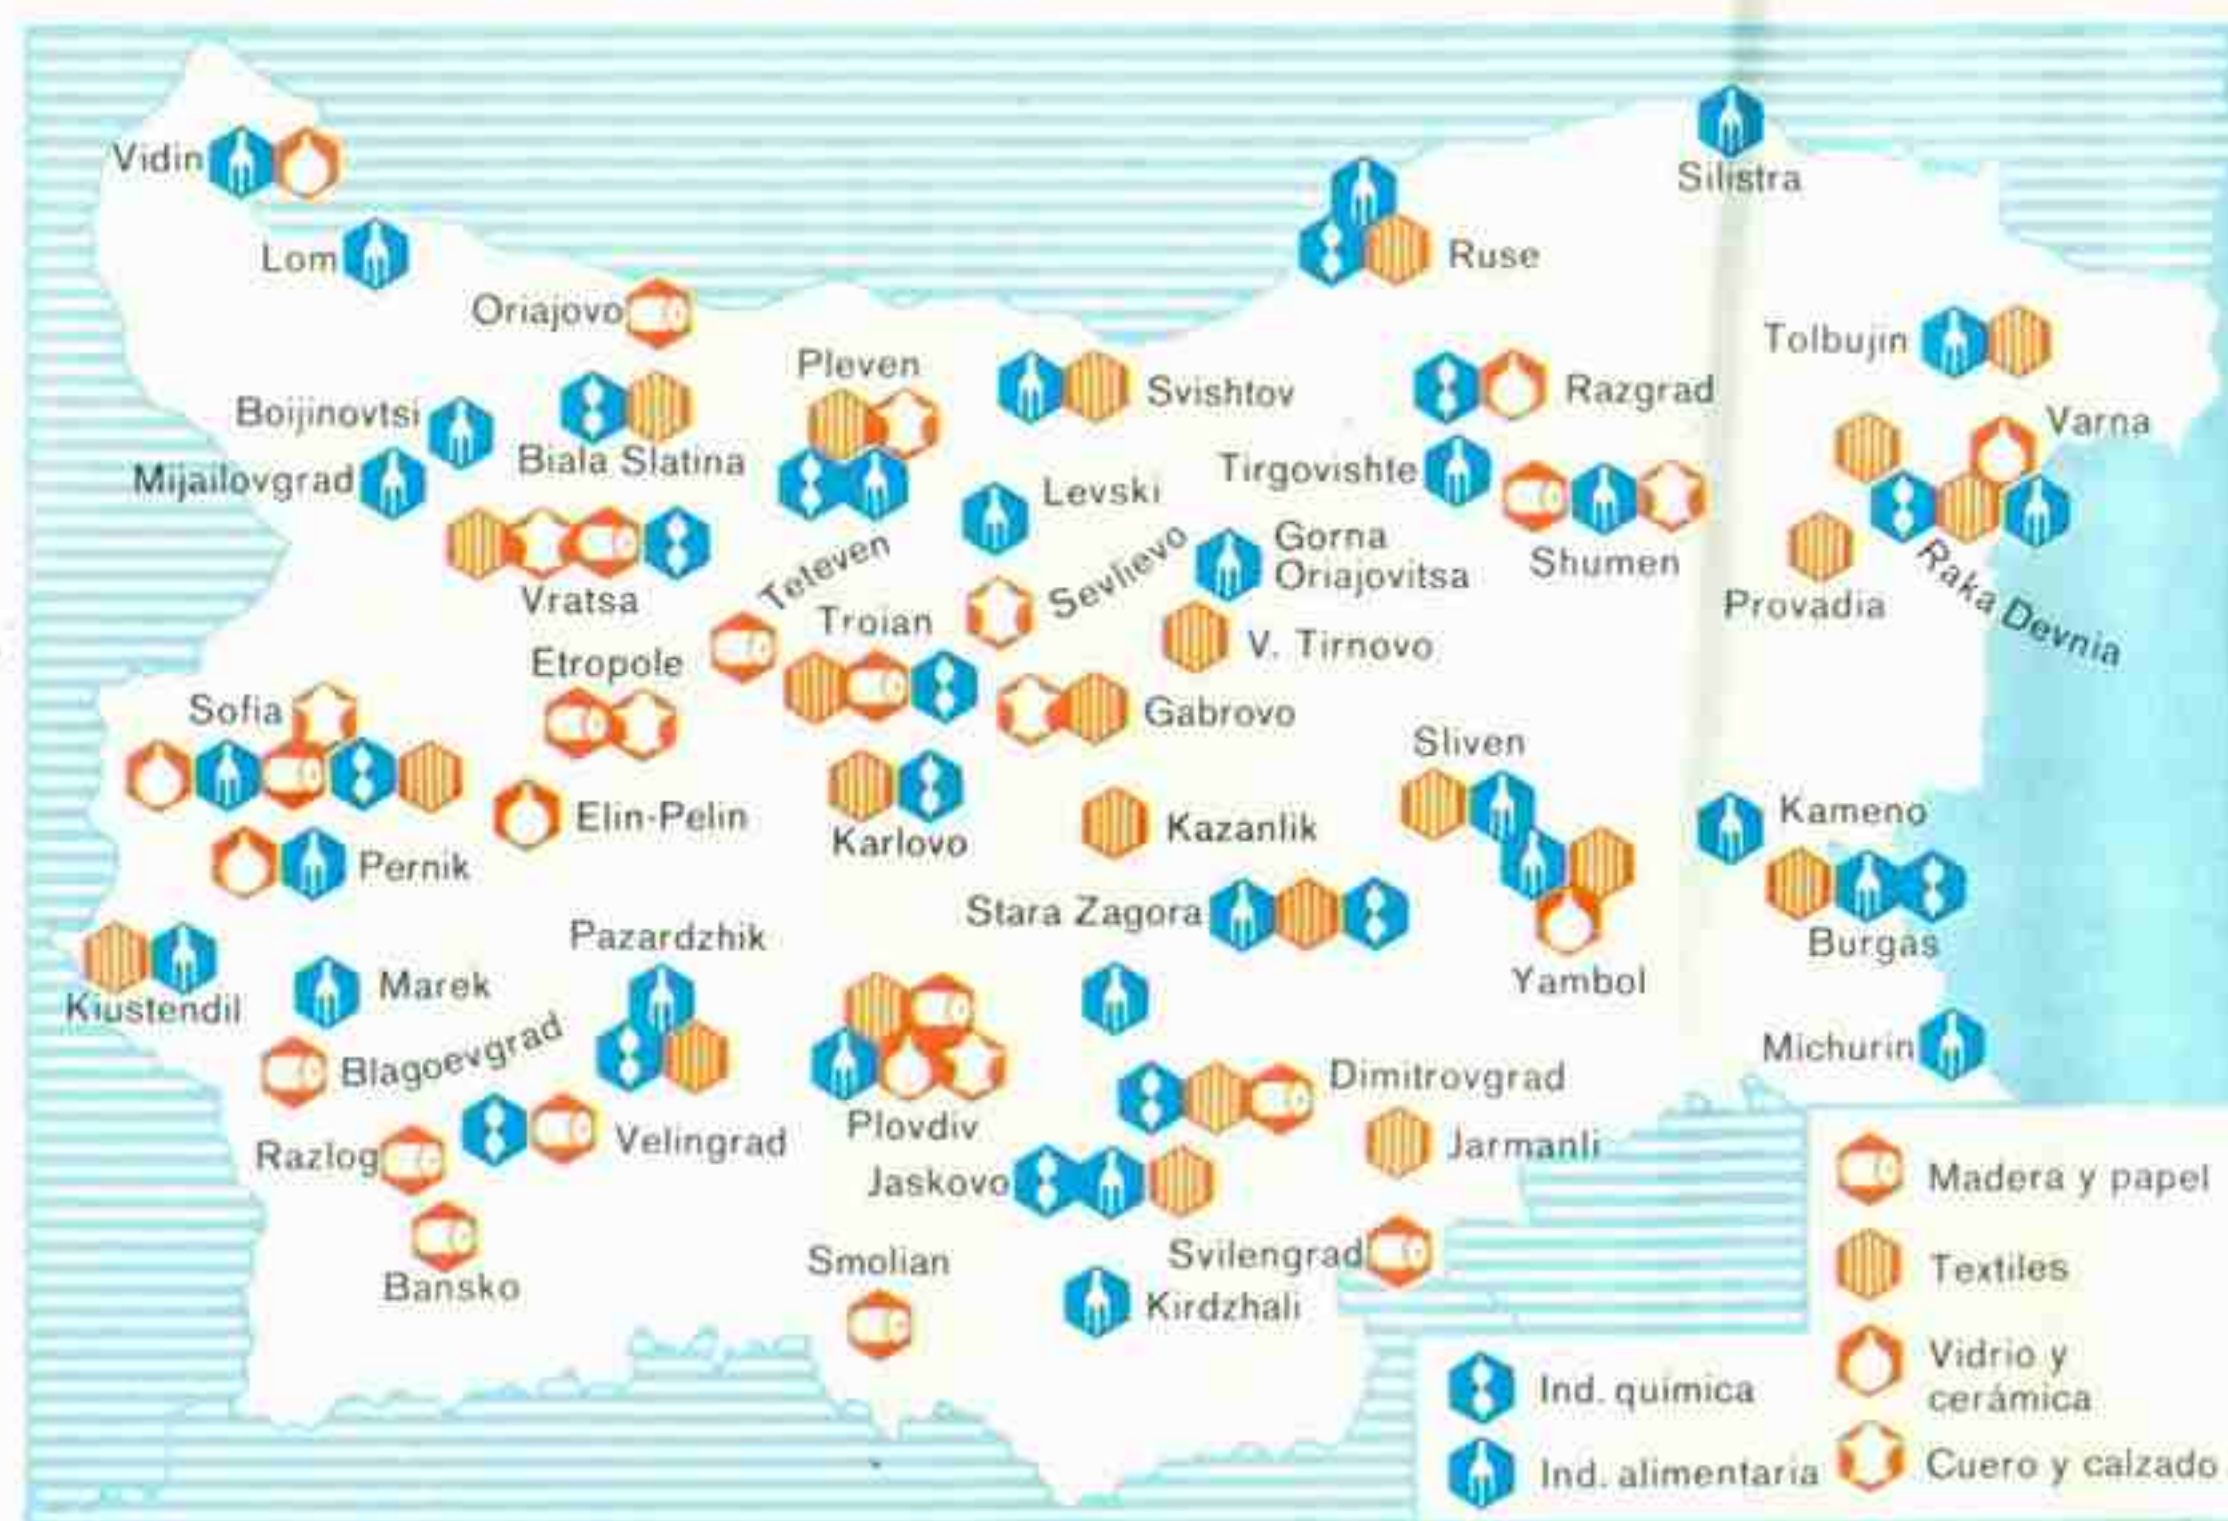 Vidin
Lom
Oriajovo
Boijinovtsi
Mijailovgrad
Biala Slatina
Pleven
Svishtov
Ruse
Silistra
Tolbujin
Razgrad
Varna
Tirgovishte
Levski
Shumen
Provadia
Raka Devnia
Vratsa
Teteven
Sevlievo
Gorna
Oriajovitsa
V. Tirnovo
Troian
Etropole
Sofia
Gabrovo
Elin-Pelin
Karlovo
Kazanlik
Sliven
Kameno
Pernik
Stara Zagora
Burgas
Pazardzhik
Yambol
Kiustendil
Marek
Blagoevgrad
Michurin
Dimitrovgrad
Plovdiv
Velingrad
Razlog
Jarmanli
Jaskovo
Bansko
Smolian
Svilengrad
Kirdzhali
Madera y papel
Textiles
Vidrio y
cerámica
Cuero y calzado
Ind. química
Ind. alimentaria